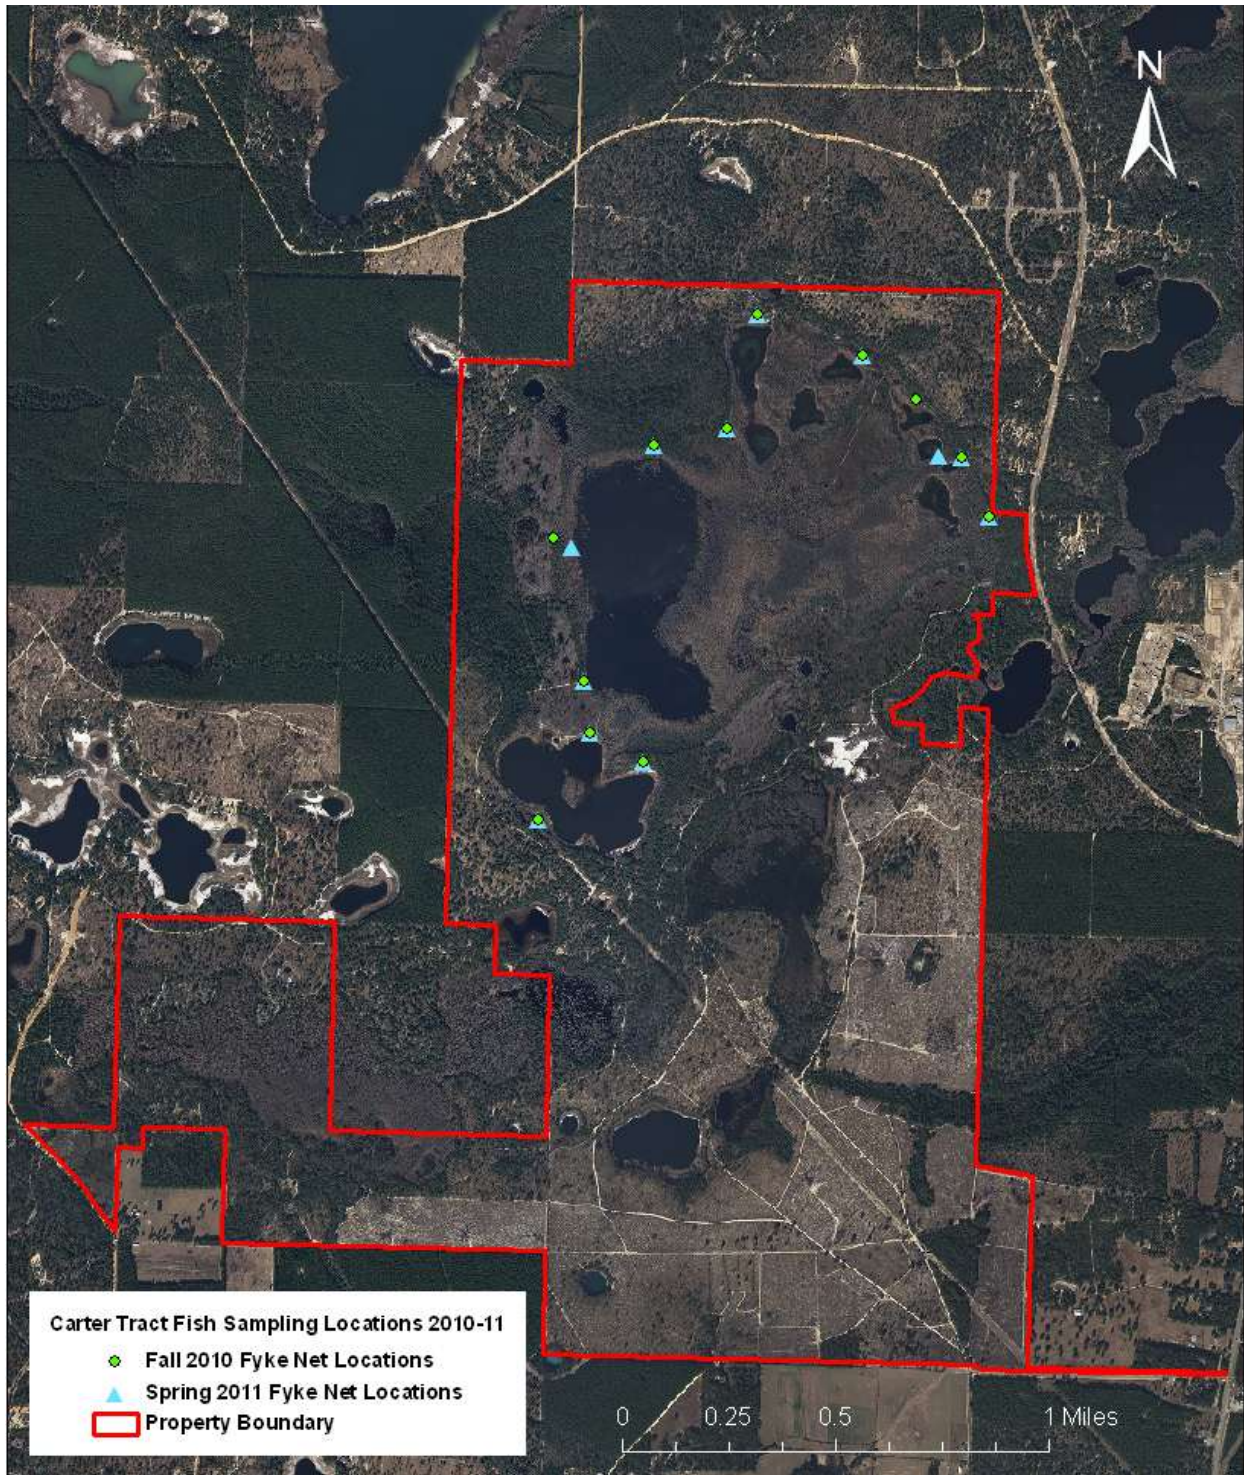 N
Carter Tract Fish Sampling Locations 2010-11
Fall 2010 Fyke Net Locations
Spring 2011 Fyke Net Locations
Property Boundary
0 0.25 0.5 1 Miles